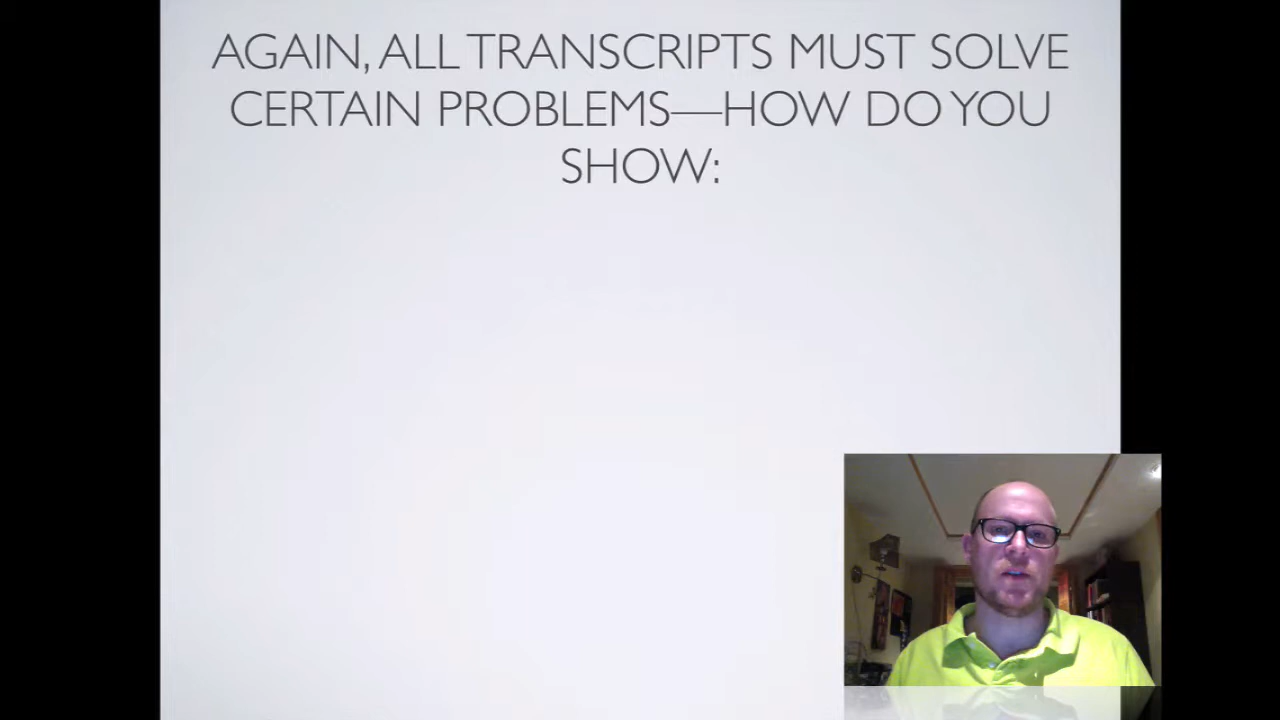 AGAIN, ALL TRANSCRIPTS MUST SOLVE
CERTAIN PROBLEMS—HOW DO YOU
SHOW: